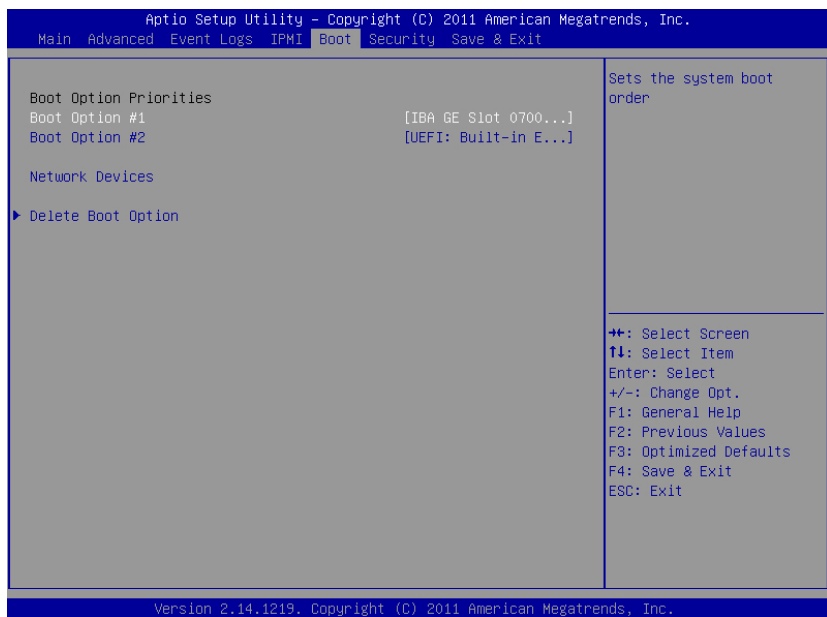 Aptio Setup Utility – Copyright (C) 2011 American Megatrends, Inc.
Main Advanced Event Logs IPMI Boot Security Save & Exit
Boot Option Priorities
Boot Option #1 [IBA GE Slot 0700...]
Boot Option #2 [UEFI: Built-in E...]
Network Devices
Delete Boot Option
Sets the system boot
order
→←: Select Screen
↑↓: Select Item
Enter: Select
+/-: Change Opt.
F1: General Help
F2: Previous Values
F3: Optimized Defaults
F4: Save & Exit
ESC: Exit
Version 2.14.1219. Copyright (C) 2011 American Megatrends, Inc.